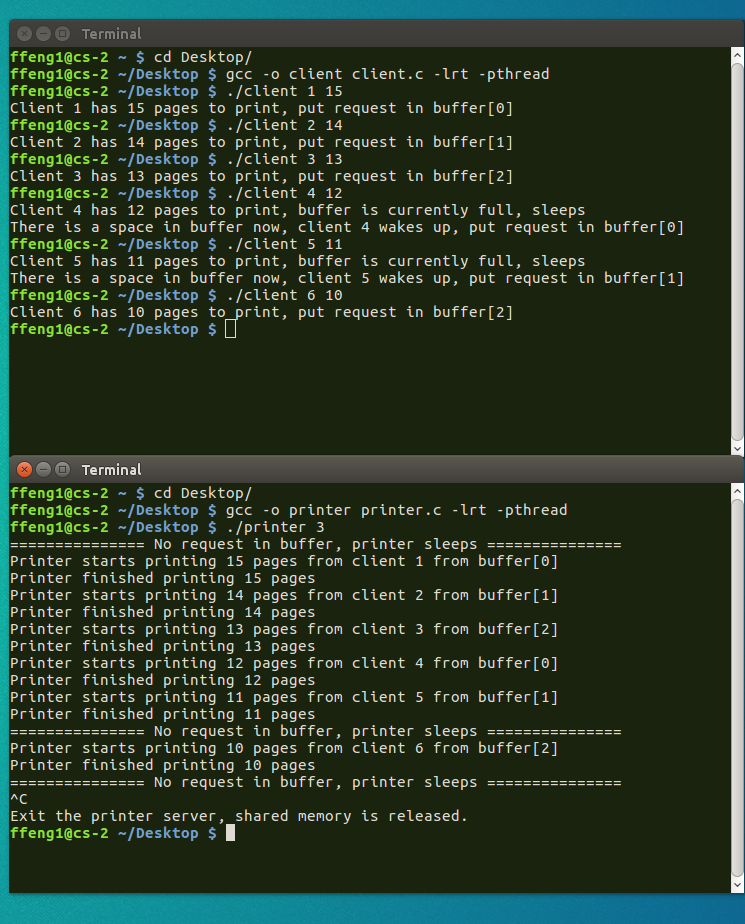 Terminal
ffeng1@cs-2 ~ $ cd Desktop/
ffeng1@cs-2 ~/Desktop $ gcc -o client client.c -lrt -pthread
ffeng1@cs-2 ~/Desktop $ ./client 1 15
Client 1 has 15 pages to print, put request in buffer[0]
ffeng1@cs-2 ~/Desktop $ ./client 2 14
Client 2 has 14 pages to print, put request in buffer[1]
ffeng1@cs-2 ~/Desktop $ ./client 3 13
Client 3 has 13 pages to print, put request in buffer[2]
ffeng1@cs-2 ~/Desktop $ ./client 4 12
Client 4 has 12 pages to print, buffer is currently full, sleeps
There is a space in buffer now, client 4 wakes up, put request in buffer[0]
ffeng1@cs-2 ~/Desktop $ ./client 5 11
Client 5 has 11 pages to print, buffer is currently full, sleeps
There is a space in buffer now, client 5 wakes up, put request in buffer[1]
ffeng1@cs-2 ~/Desktop $ ./client 6 10
Client 6 has 10 pages to print, put request in buffer[2]
ffeng1@cs-2 ~/Desktop $
Terminal
ffeng1@cs-2 ~ $ cd Desktop/
ffeng1@cs-2 ~/Desktop $ gcc -o printer printer.c -lrt -pthread
ffeng1@cs-2 ~/Desktop $ ./printer 3
=============== No request in buffer, printer sleeps ===============
Printer starts printing 15 pages from client 1 from buffer[0]
Printer finished printing 15 pages
Printer starts printing 14 pages from client 2 from buffer[1]
Printer finished printing 14 pages
Printer starts printing 13 pages from client 3 from buffer[2]
Printer finished printing 13 pages
Printer starts printing 12 pages from client 4 from buffer[0]
Printer finished printing 12 pages
Printer starts printing 11 pages from client 5 from buffer[1]
Printer finished printing 11 pages
=============== No request in buffer, printer sleeps ===============
Printer starts printing 10 pages from client 6 from buffer[2]
Printer finished printing 10 pages
=============== No request in buffer, printer sleeps ===============
^C
Exit the printer server, shared memory is released.
ffeng1@cs-2 ~/Desktop $